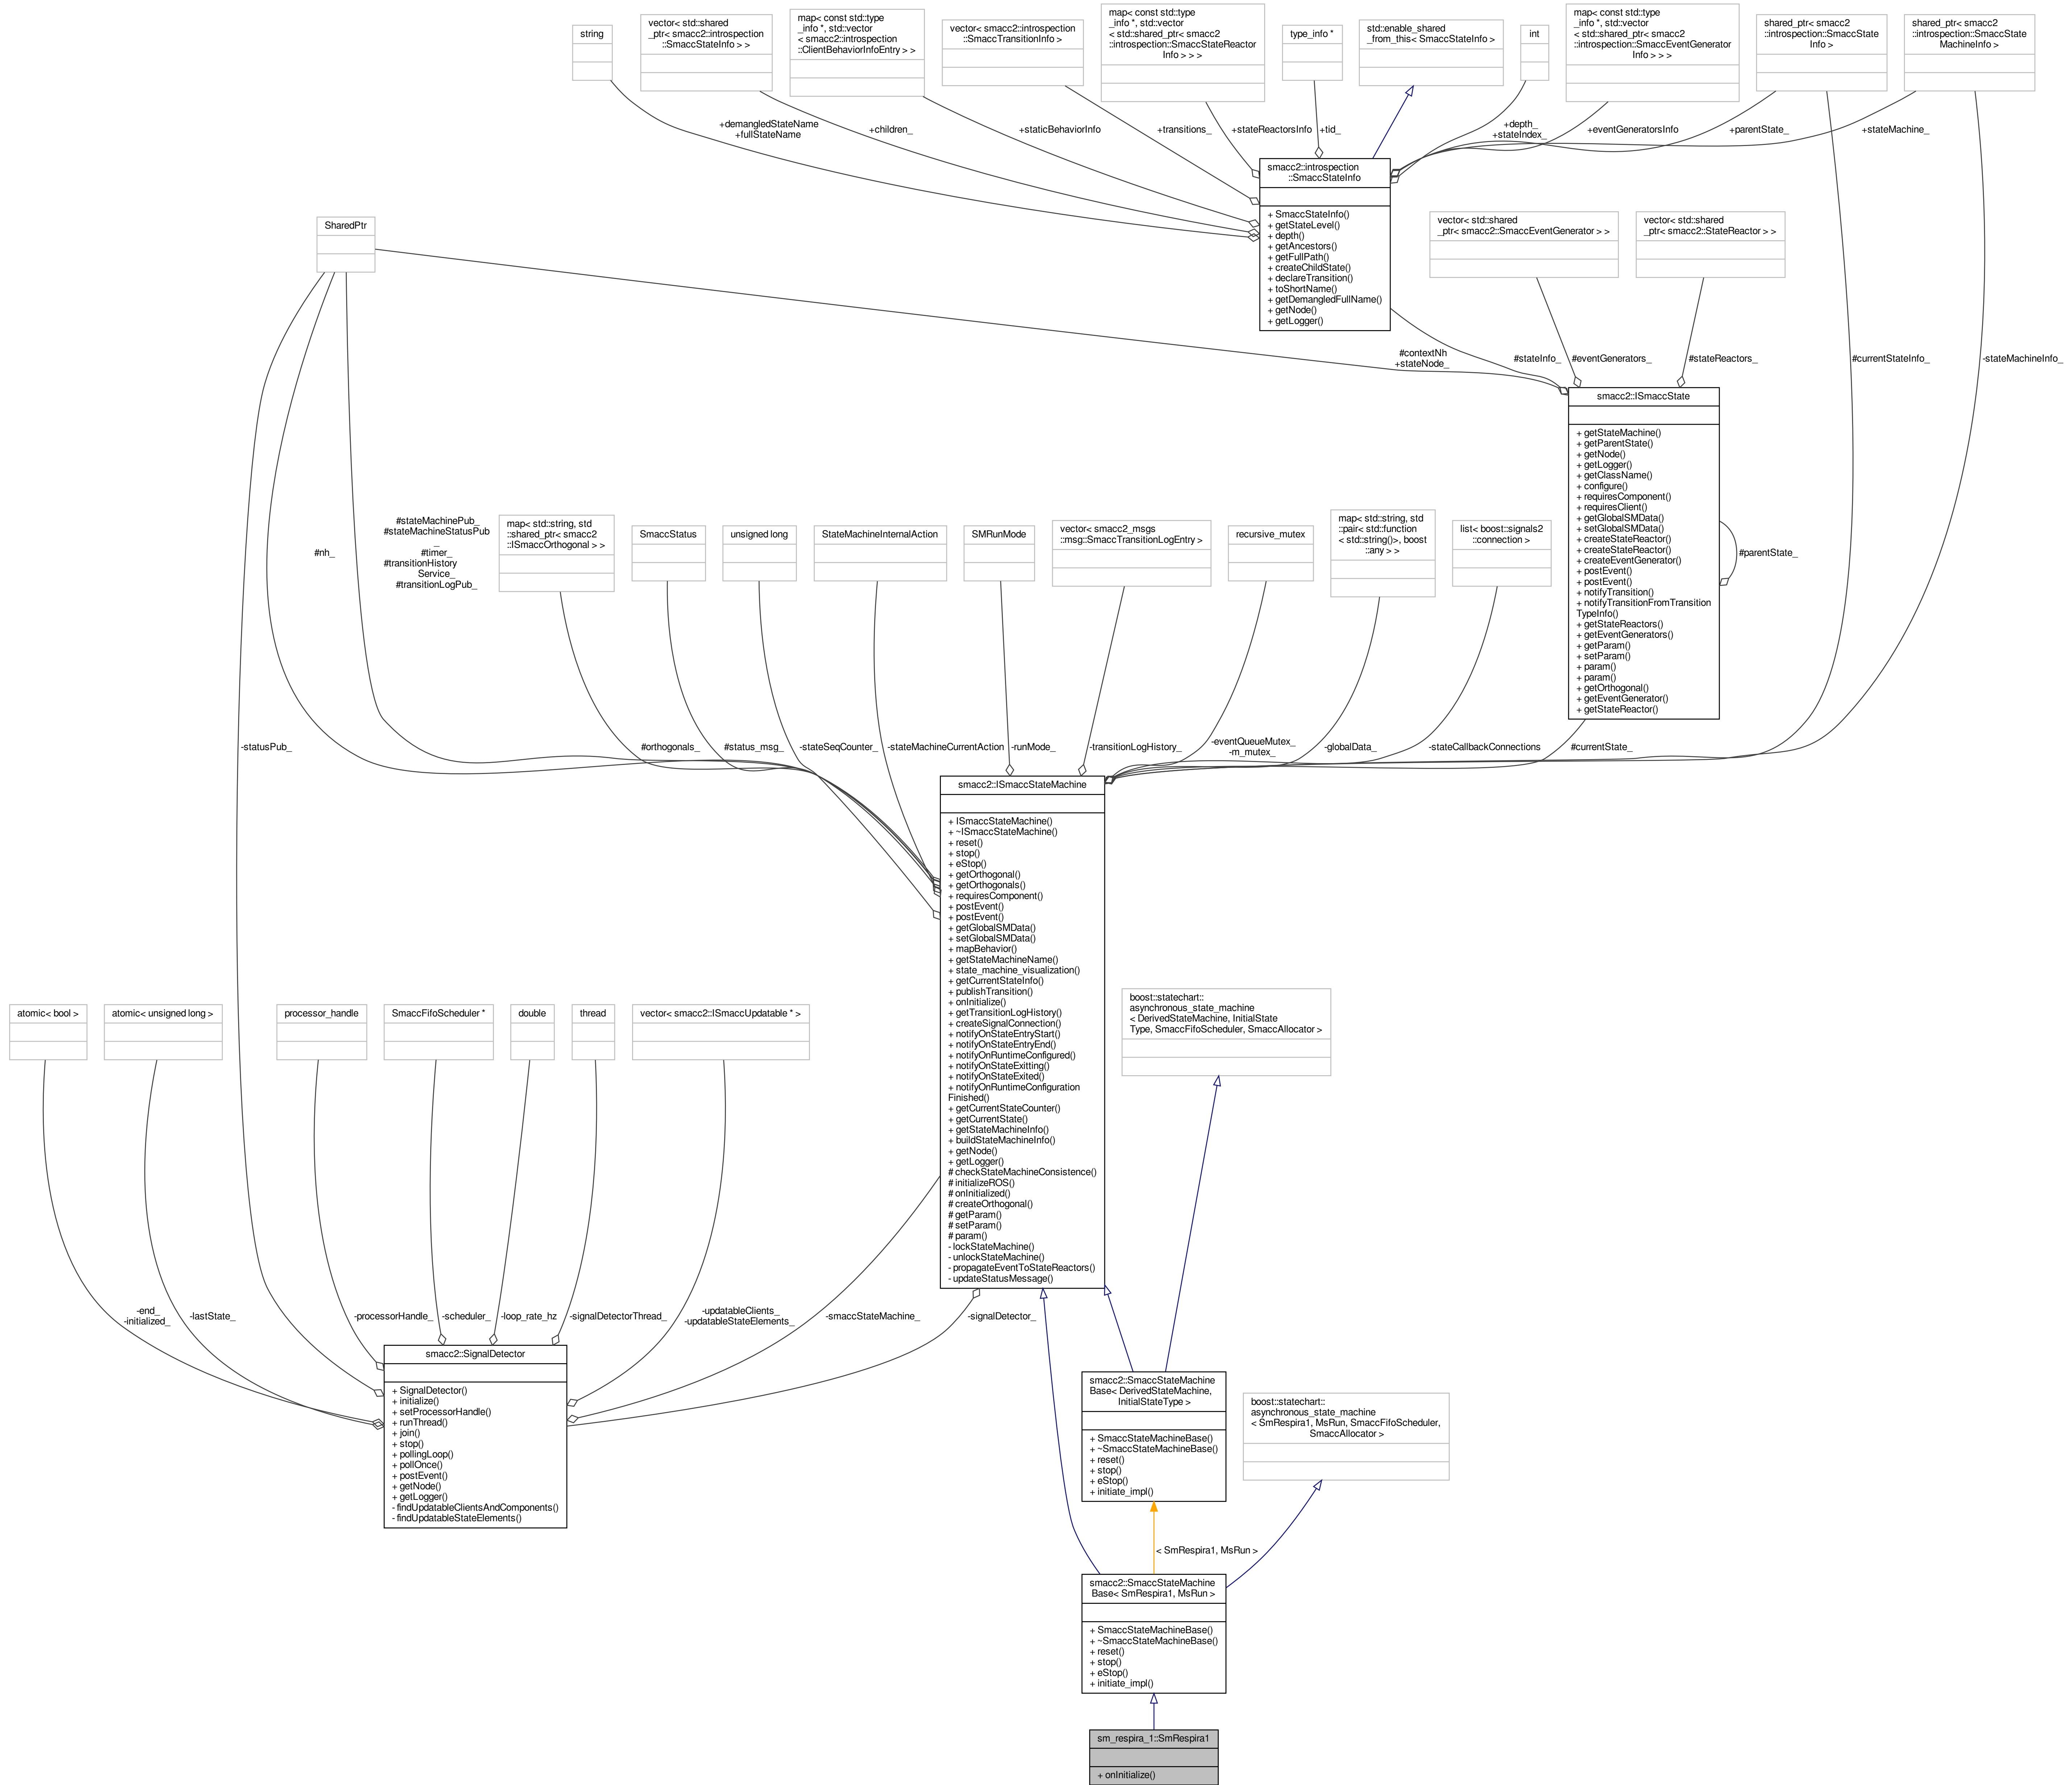 string
vector< std::shared
_ptr< smacc2::introspection
::SmaccStateInfo > >
map< const std::type
_info *, std::vector
< smacc2::introspection
::ClientBehaviorInfoEntry > >
vector< smacc2::introspection
::SmaccTransitionInfo >
map< const std::type
_info *, std::vector
< std::shared_ptr< smacc2
::introspection::SmaccStateReactor
Info > > >
type_info *
std::enable_shared
_from_this< SmaccStateInfo >
int
map< const std::type
_info *, std::vector
< std::shared_ptr< smacc2
::introspection::SmaccEventGenerator
Info > > >
shared_ptr< smacc2
::introspection::SmaccState
Info >
shared_ptr< smacc2
::introspection::SmaccState
MachineInfo >
+demangledStateName
+fullStateName
+children_
+staticBehaviorInfo
+transitions_
+stateReactorsInfo
+tid_
+depth_
+stateIndex_
+eventGeneratorsInfo
+parentState_
+stateMachine_
smacc2::introspection
::SmaccStateInfo
+ SmaccStateInfo()
+ getStateLevel()
+ depth()
+ getAncestors()
+ getFullPath()
+ createChildState()
+ declareTransition()
+ toShortName()
+ getDemangledFullName()
+ getNode()
+ getLogger()
SharedPtr
vector< std::shared
_ptr< smacc2::SmaccEventGenerator > >
vector< std::shared
_ptr< smacc2::StateReactor > >
#contextNh
+stateNode_
#stateInfo_
#eventGenerators_
#stateReactors_
#currentStateInfo_
-stateMachineInfo_
smacc2::ISmaccState
+ getStateMachine()
+ getParentState()
+ getNode()
+ getLogger()
+ getClassName()
+ configure()
+ requiresComponent()
+ requiresClient()
+ getGlobalSMData()
+ setGlobalSMData()
+ createStateReactor()
+ createStateReactor()
+ createEventGenerator()
+ postEvent()
+ postEvent()
+ notifyTransition()
+ notifyTransitionFromTransition
TypeInfo()
+ getStateReactors()
+ getEventGenerators()
+ getParam()
+ setParam()
+ param()
+ param()
+ getOrthogonal()
+ getEventGenerator()
+ getStateReactor()
#parentState_
#nh_
#stateMachinePub_
#stateMachineStatusPub
_
#timer_
#transitionHistory
Service_
#transitionLogPub_
map< std::string, std
::shared_ptr< smacc2
::ISmaccOrthogonal > >
SmaccStatus
unsigned long
StateMachineInternalAction
SMRunMode
vector< smacc2_msgs
::msg::SmaccTransitionLogEntry >
recursive_mutex
map< std::string, std
::pair< std::function
< std::string()>, boost
::any > >
list< boost::signals2
::connection >
-statusPub_
#orthogonals_
#status_msg_
-stateSeqCounter_
-stateMachineCurrentAction
-runMode_
-transitionLogHistory_
-eventQueueMutex_
-m_mutex_
-globalData_
-stateCallbackConnections
#currentState_
smacc2::ISmaccStateMachine
+ ISmaccStateMachine()
+ ~ISmaccStateMachine()
+ reset()
+ stop()
+ eStop()
+ getOrthogonal()
+ getOrthogonals()
+ requiresComponent()
+ postEvent()
+ postEvent()
+ getGlobalSMData()
+ setGlobalSMData()
+ mapBehavior()
+ getStateMachineName()
+ state_machine_visualization()
+ getCurrentStateInfo()
+ publishTransition()
+ onInitialize()
+ getTransitionLogHistory()
+ createSignalConnection()
+ notifyOnStateEntryStart()
+ notifyOnStateEntryEnd()
+ notifyOnRuntimeConfigured()
+ notifyOnStateExitting()
+ notifyOnStateExited()
+ notifyOnRuntimeConfiguration
Finished()
+ getCurrentStateCounter()
+ getCurrentState()
+ getStateMachineInfo()
+ buildStateMachineInfo()
+ getNode()
+ getLogger()
# checkStateMachineConsistence()
# initializeROS()
# onInitialized()
# createOrthogonal()
# getParam()
# setParam()
# param()
- lockStateMachine()
- unlockStateMachine()
- propagateEventToStateReactors()
- updateStatusMessage()
atomic< bool >
atomic< unsigned long >
processor_handle
SmaccFifoScheduler *
double
thread
vector< smacc2::ISmaccUpdatable * >
boost::statechart::
asynchronous_state_machine
< DerivedStateMachine, InitialState
Type, SmaccFifoScheduler, SmaccAllocator >
-end_
-initialized_
-lastState_
-processorHandle_
-scheduler_
-loop_rate_hz
-signalDetectorThread_
-updatableClients_
-updatableStateElements_
-smaccStateMachine_
-signalDetector_
smacc2::SignalDetector
+ SignalDetector()
+ initialize()
+ setProcessorHandle()
+ runThread()
+ join()
+ stop()
+ pollingLoop()
+ pollOnce()
+ postEvent()
+ getNode()
+ getLogger()
- findUpdatableClientsAndComponents()
- findUpdatableStateElements()
smacc2::SmaccStateMachine
Base< DerivedStateMachine,
InitialStateType >
+ SmaccStateMachineBase()
+ ~SmaccStateMachineBase()
+ reset()
+ stop()
+ eStop()
+ initiate_impl()
boost::statechart::
asynchronous_state_machine
< SmRespira1, MsRun, SmaccFifoScheduler,
SmaccAllocator >
< SmRespira1, MsRun >
smacc2::SmaccStateMachine
Base< SmRespira1, MsRun >
+ SmaccStateMachineBase()
+ ~SmaccStateMachineBase()
+ reset()
+ stop()
+ eStop()
+ initiate_impl()
sm_respira_1::SmRespira1
+ onInitialize()